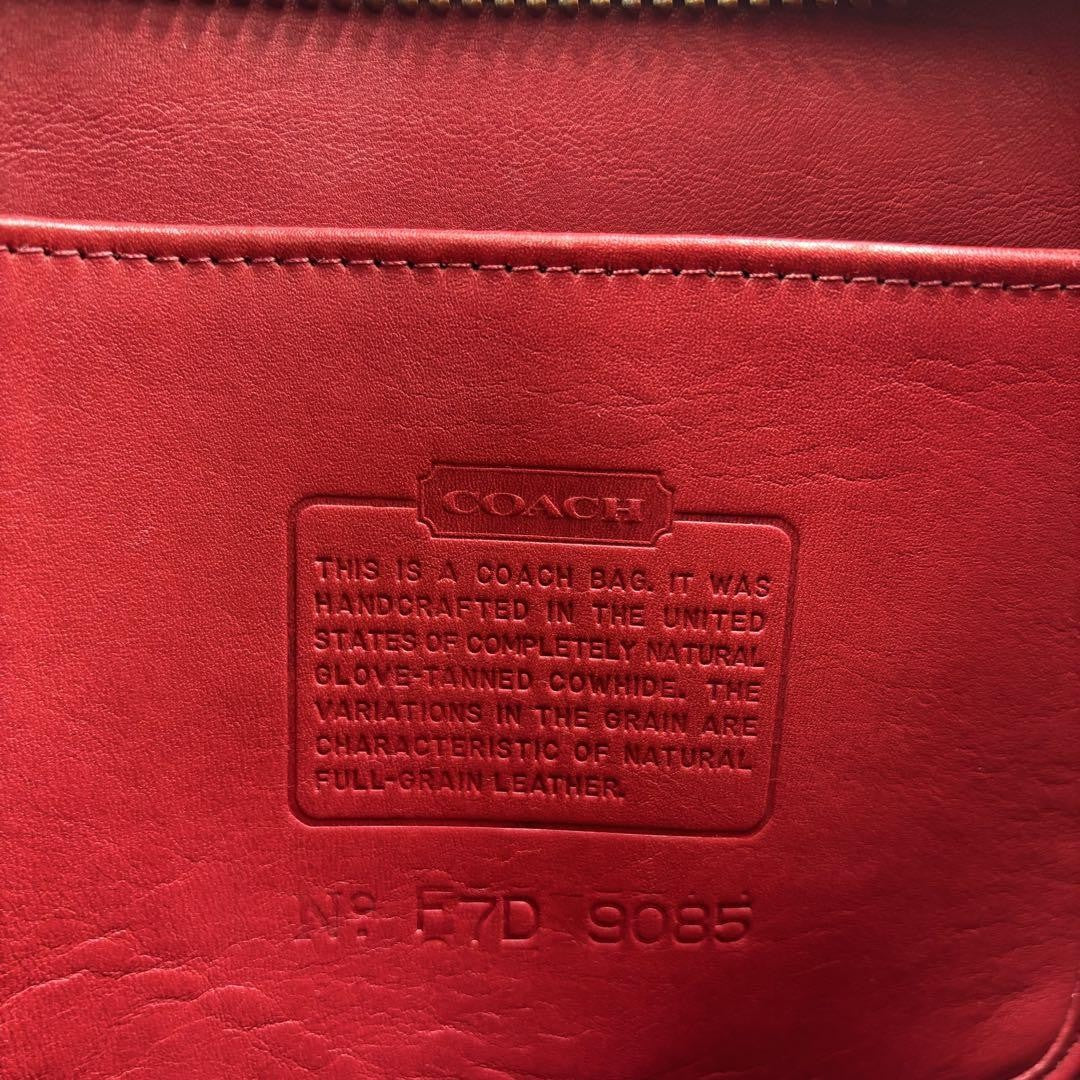 COACH
THIS IS A COACH BAG. IT WAS
HANDCRAFTED IN THE UNITED
STATES OF COMPLETELY NATURAL
GLOVE-TANNED COWHIDE. THE
VARIATIONS IN THE GRAIN ARE
CHARACTERISTIC OF NATURAL
FULL-GRAIN LEATHER.
Nº E7D 9085